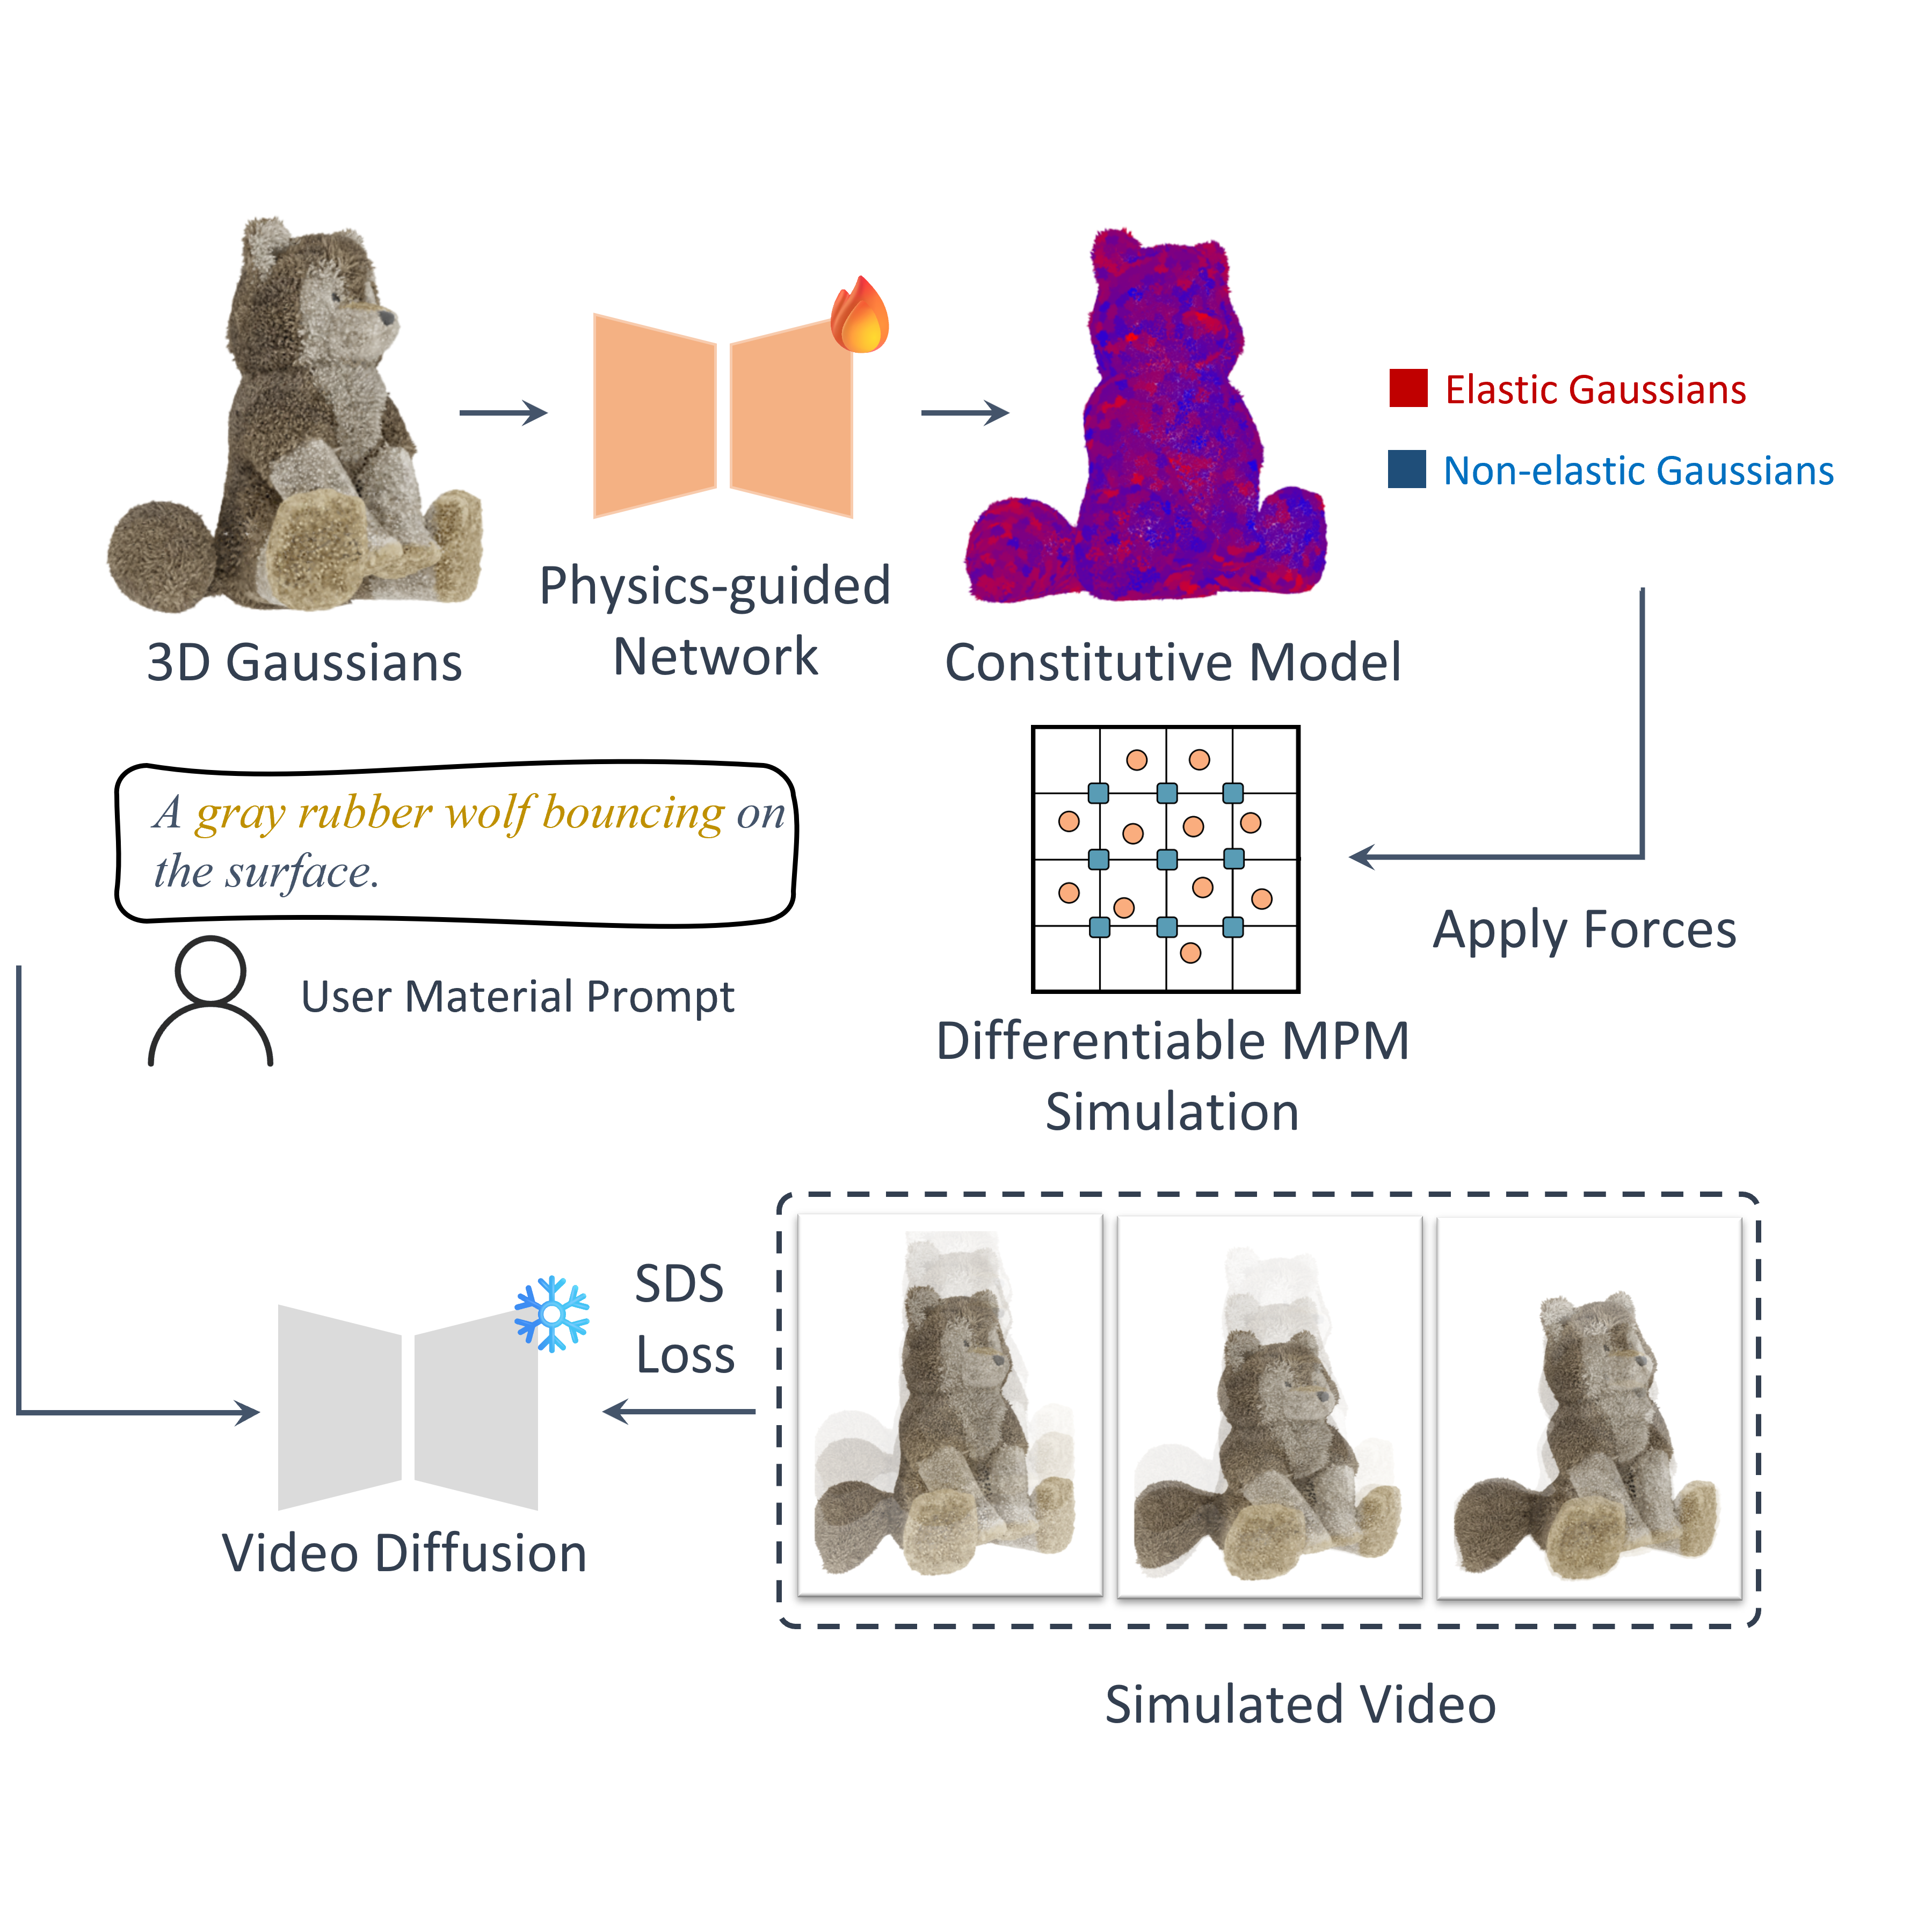 Elastic Gaussians
Non-elastic Gaussians
Physics-guided
Network
3D Gaussians
Constitutive Model
A gray rubber wolf bouncing on
the surface.
User Material Prompt
Apply Forces
Differentiable MPM
Simulation
SDS
Loss
Video Diffusion
Simulated Video